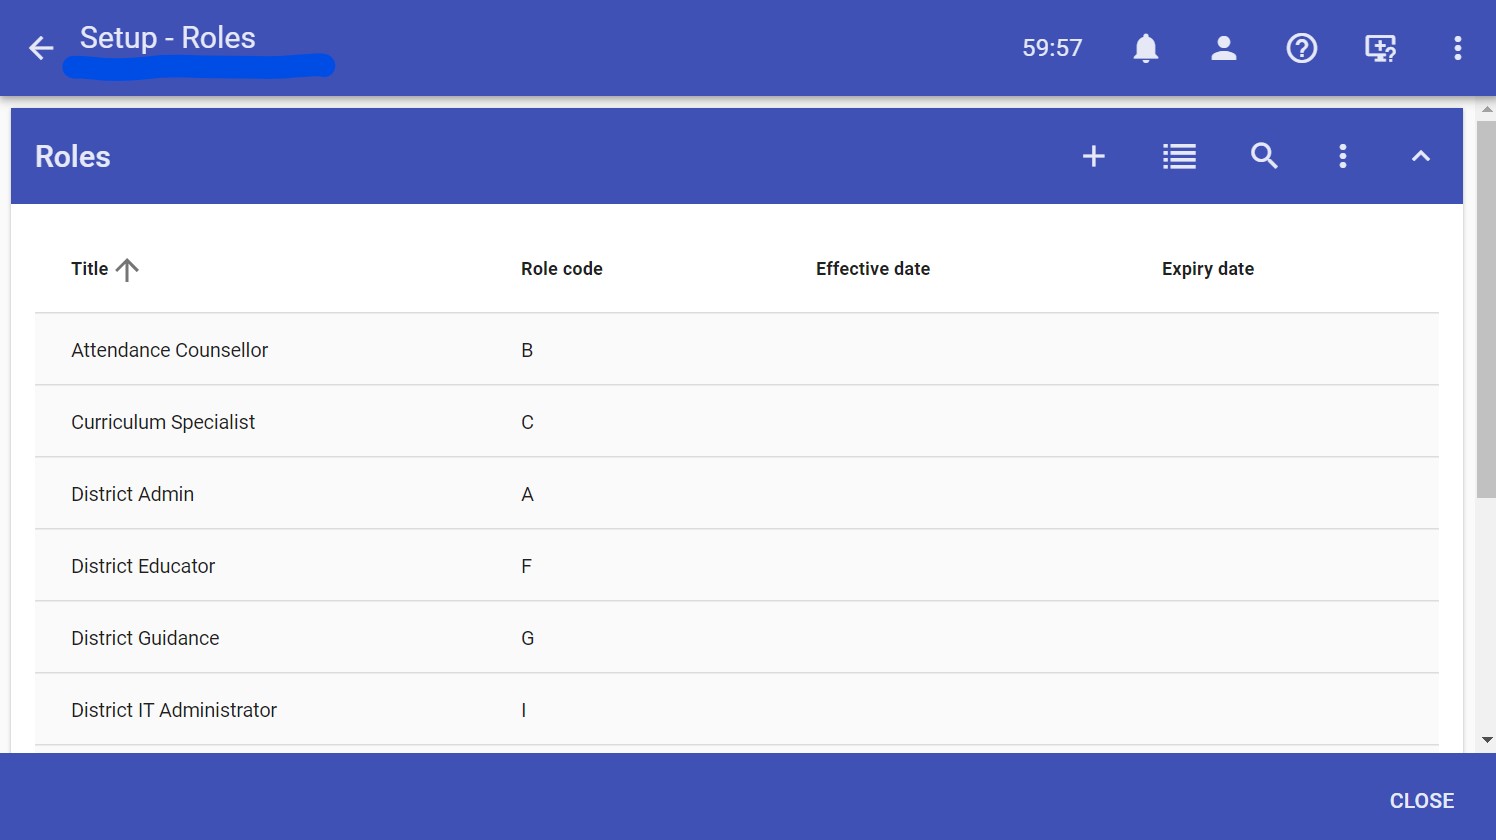 Setup - Roles
59:57
Roles
Title Role code Effective date Expiry date
Attendance Counsellor B
Curriculum Specialist C
District Admin A
District Educator F
District Guidance G
District IT Administrator I
CLOSE